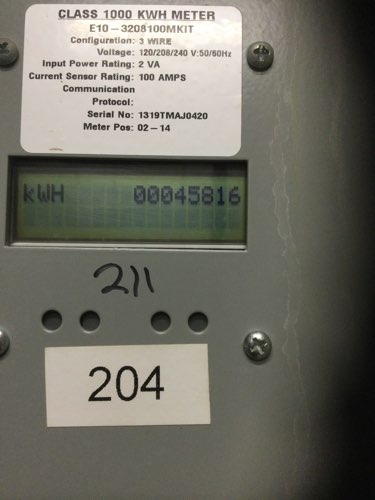 CLASS 1000 KWH METER
E10-3208100MKIT
Configuration: 3 WIRE
Voltage: 120/208/240 V:50/60Hz
Input Power Rating: 2 VA
Current Sensor Rating: 100 AMPS
Communication
Protocol:
Serial No: 1319TMAJ0420
Meter Pos: 02-14
kWH 00045816
211
204